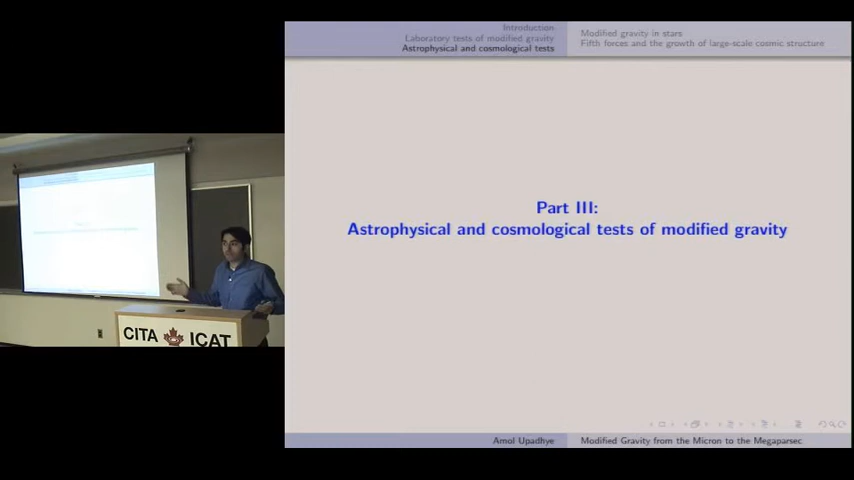 Introduction
Laboratory tests of modified gravity
Astrophysical and cosmological tests
Modified gravity in stars
Fifth forces and the growth of large-scale cosmic structure
Part III:
Astrophysical and cosmological tests of modified gravity
CITA ICAT
Amol Upadhye
Modified Gravity from the Micron to the Megaparsec